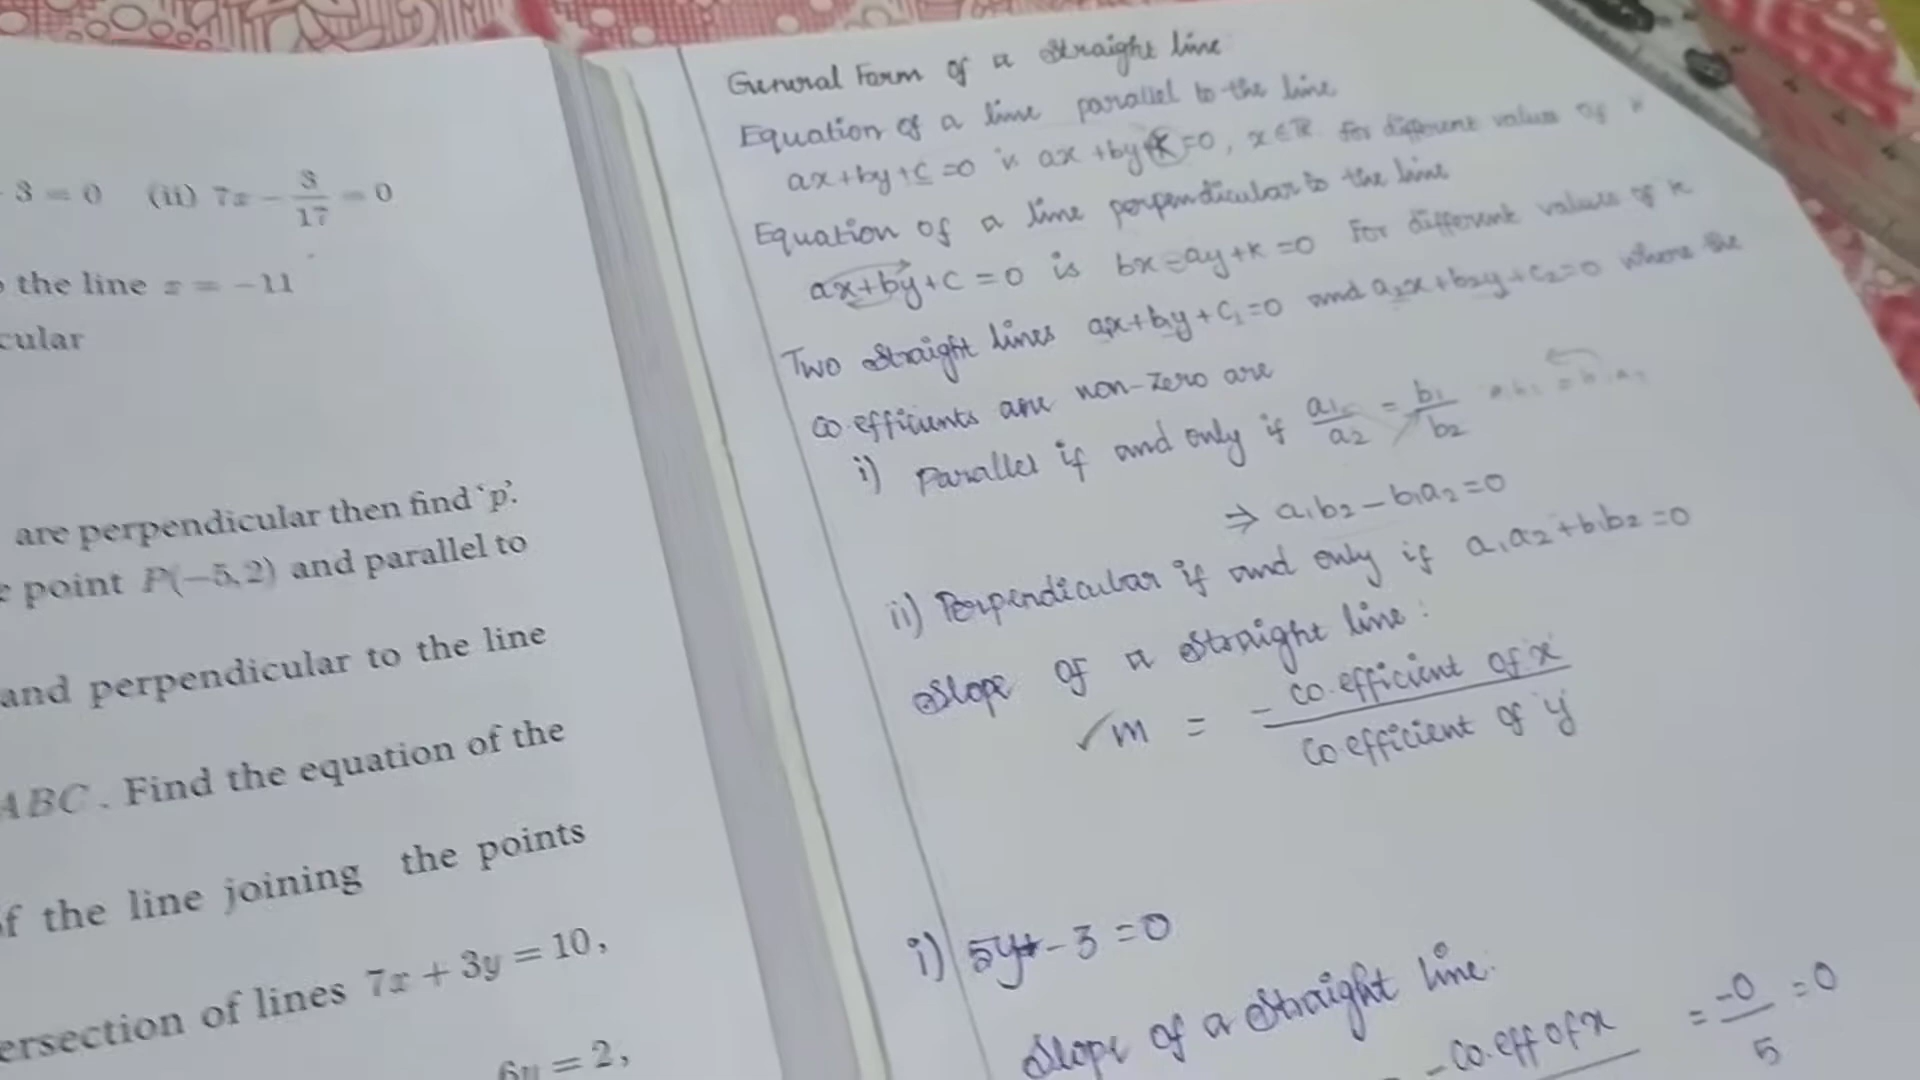 3 = 0 (ii) 7x - 3/17 = 0
the line x = -11
cular
are perpendicular then find 'p'.
point P(-5,2) and parallel to
and perpendicular to the line
ABC. Find the equation of the
of the line joining the points
ersection of lines 7x + 3y = 10,
6y = 2,
General Form of a straight line
Equation of a line parallel to the line
ax+by+c=0 is ax+by+k=0, x∈R For different values of k
Equation of a line perpendicular to the line
ax+by+c=0 is bx-ay+k=0 For different values of k
Two straight lines a₁x+b₁y+c₁=0 and a₂x+b₂y+c₂=0 where the
co.efficients are non-zero are
i) Parallel if and only if a₁/a₂ = b₁/b₂
⇒ a₁b₂-b₁a₂=0
ii) Perpendicular if and only if a₁a₂+b₁b₂=0
Slope of a straight line:
✓m = -co.efficient of x/co.efficient of y
i) 5y-3=0
Slope of a straight line.
-co.eff of x = -0/5 = 0